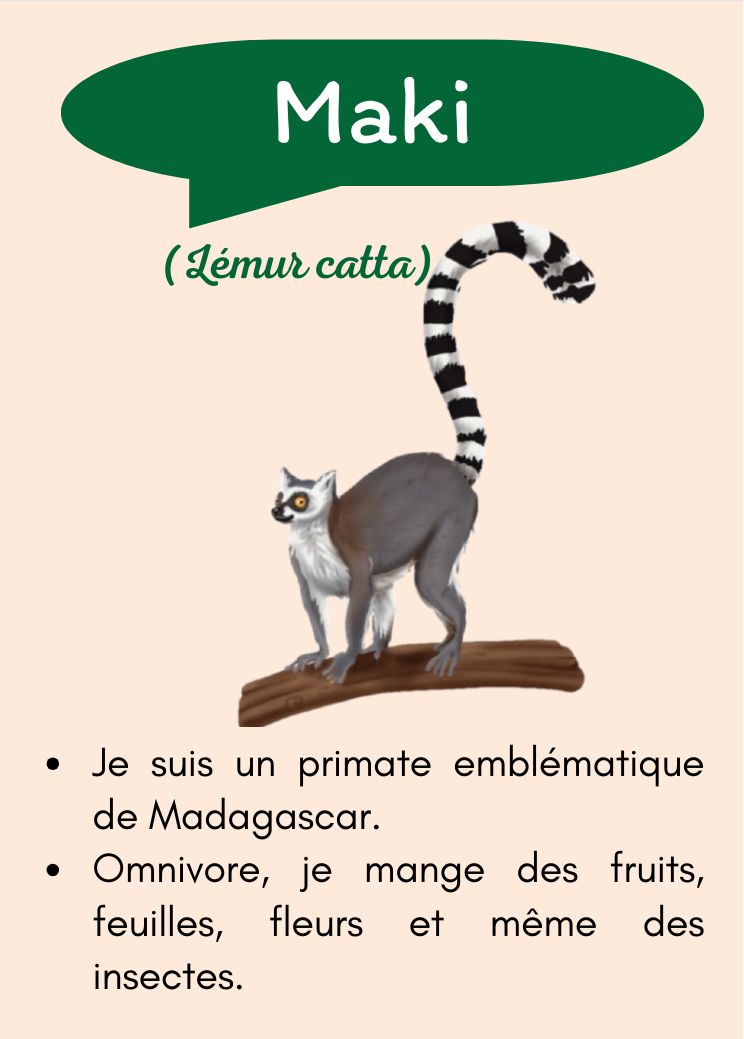 Maki
(Lémur catta)
• Je suis un primate emblématique
de Madagascar.
• Omnivore, je mange des fruits,
feuilles, fleurs et même des
insectes.